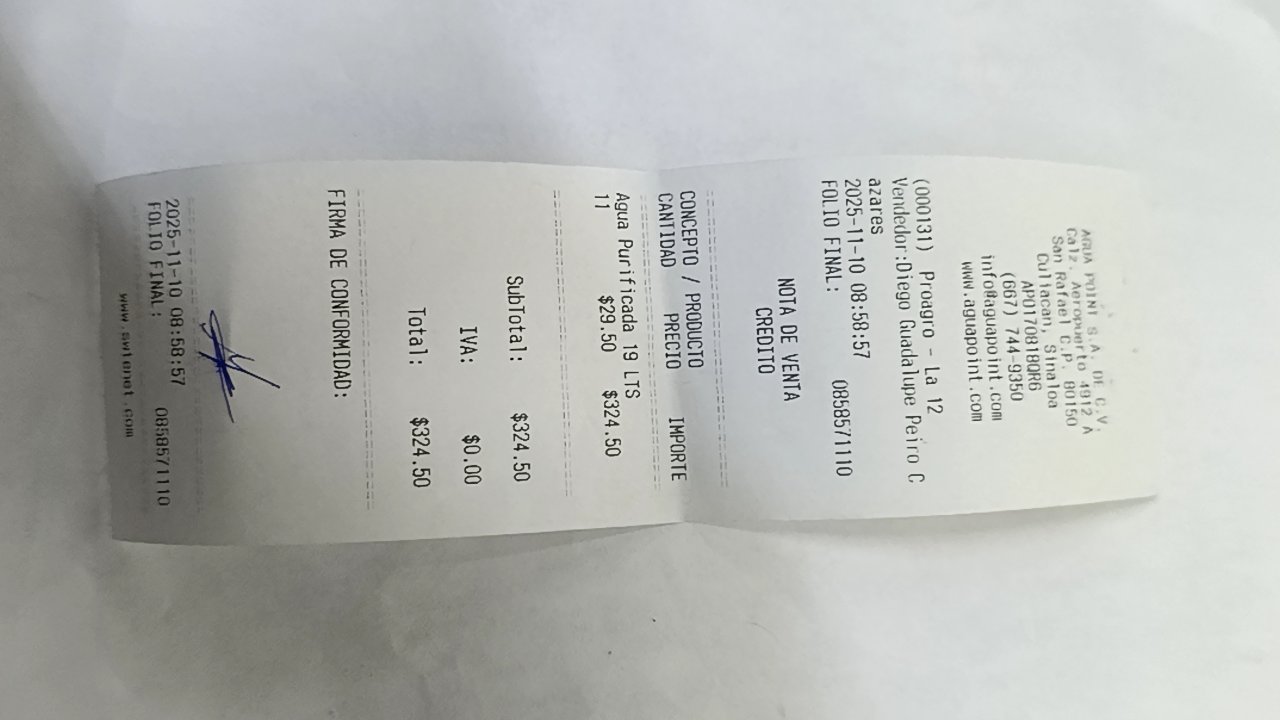 AGUA POINT S.A. DE C.V.
Calz. Aeropuerto 4912 A
San Rafael C.P. 80150
Culiacan, Sinaloa
APO170818QR6
(667) 744-9350
info@aguapoint.com
www.aguapoint.com
(000131) Proagro - La 12
Vendedor:Diego Guadalupe Peiro C
azares
2025-11-10 08:58:57
FOLIO FINAL: 0858571110
NOTA DE VENTA
CREDITO
CONCEPTO / PRODUCTO
CANTIDAD PRECIO IMPORTE
Agua Purificada 19 LTS
11 $29.50 $324.50
SubTotal: $324.50
IVA: $0.00
Total: $324.50
FIRMA DE CONFORMIDAD:
2025-11-10 08:58:57
FOLIO FINAL: 0858571110
www.swtenet.com